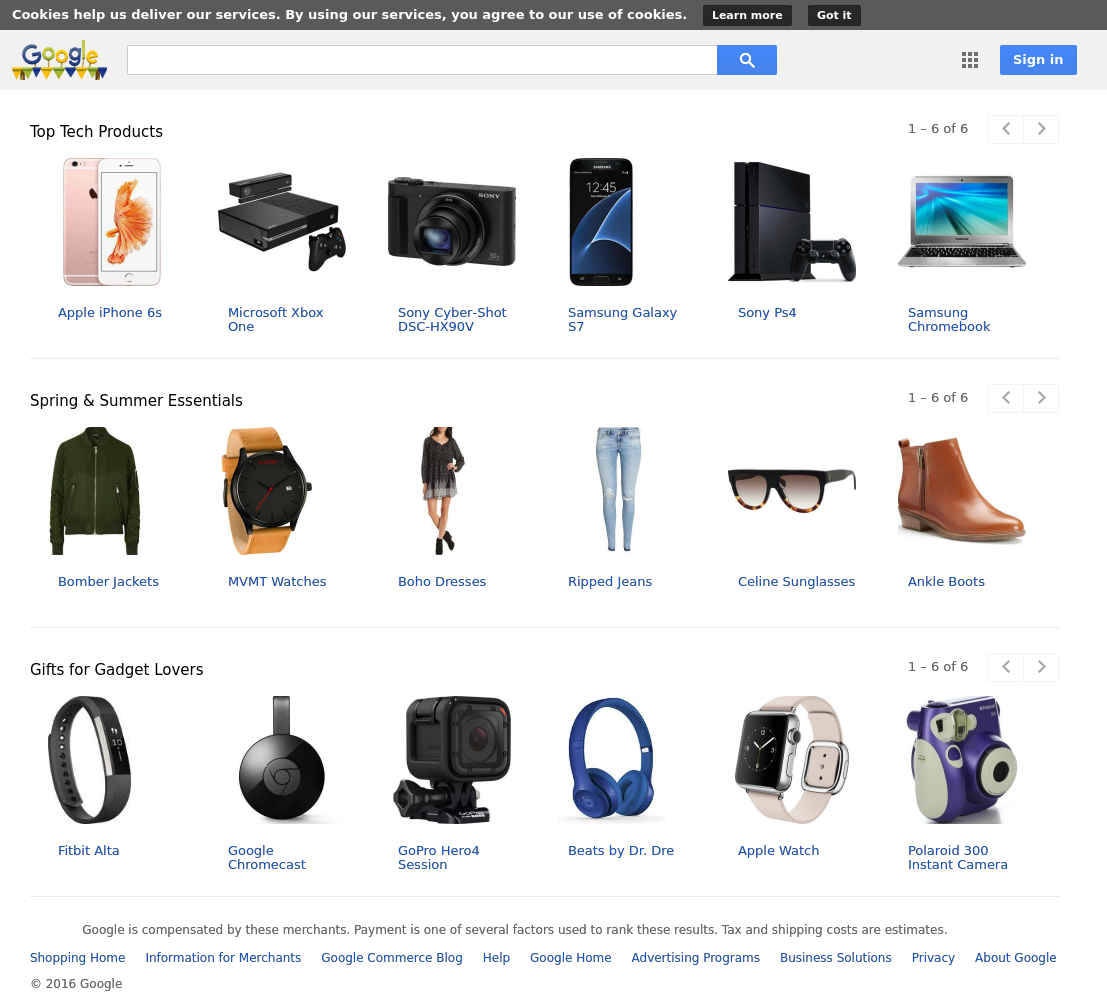 Cookies help us deliver our services. By using our services, you agree to our use of cookies. Learn more Got it
Google
Sign in
Top Tech Products
1 – 6 of 6
SONY
30x
SAMSUNG
12:45
Apple iPhone 6s
Microsoft Xbox
One
Sony Cyber-Shot
DSC-HX90V
Samsung Galaxy
S7
Sony Ps4
Samsung
Chromebook
Spring & Summer Essentials
1 – 6 of 6
Bomber Jackets
MVMT Watches
Boho Dresses
Ripped Jeans
Celine Sunglasses
Ankle Boots
Gifts for Gadget Lovers
1 – 6 of 6
Fitbit Alta
Google
Chromecast
GoPro Hero4
Session
Beats by Dr. Dre
Apple Watch
Polaroid 300
Instant Camera
Google is compensated by these merchants. Payment is one of several factors used to rank these results. Tax and shipping costs are estimates.
Shopping Home Information for Merchants Google Commerce Blog Help Google Home Advertising Programs Business Solutions Privacy About Google
© 2016 Google